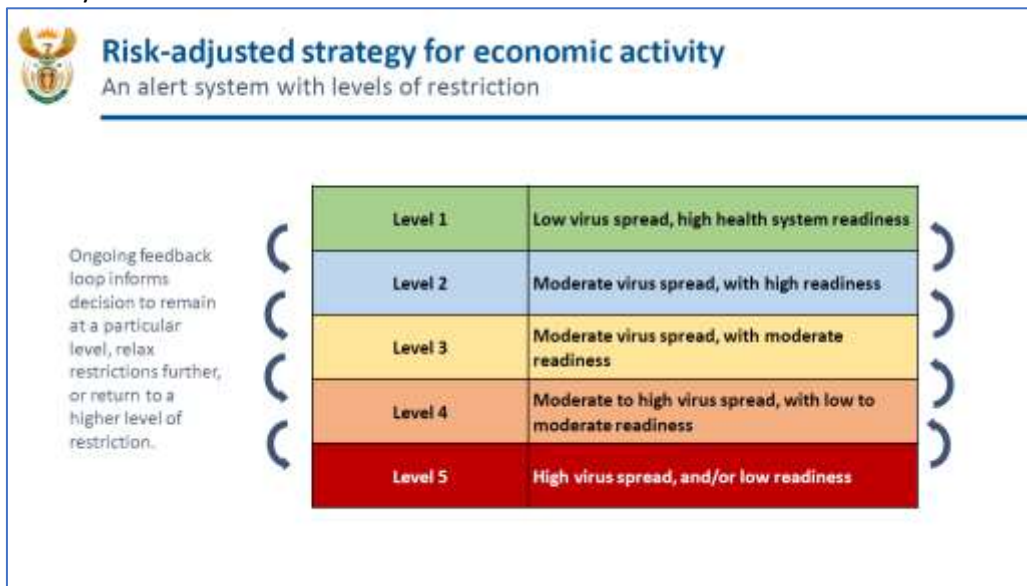 Risk-adjusted strategy for economic activity
An alert system with levels of restriction
Ongoing feedback
loop informs
decision to remain
at a particular
level, relax
restrictions further,
or return to a
higher level of
restriction.
Level 1
Low virus spread, high health system readiness
Level 2
Moderate virus spread, with high readiness
Level 3
Moderate virus spread, with moderate
readiness
Level 4
Moderate to high virus spread, with low to
moderate readiness
Level 5
High virus spread, and/or low readiness